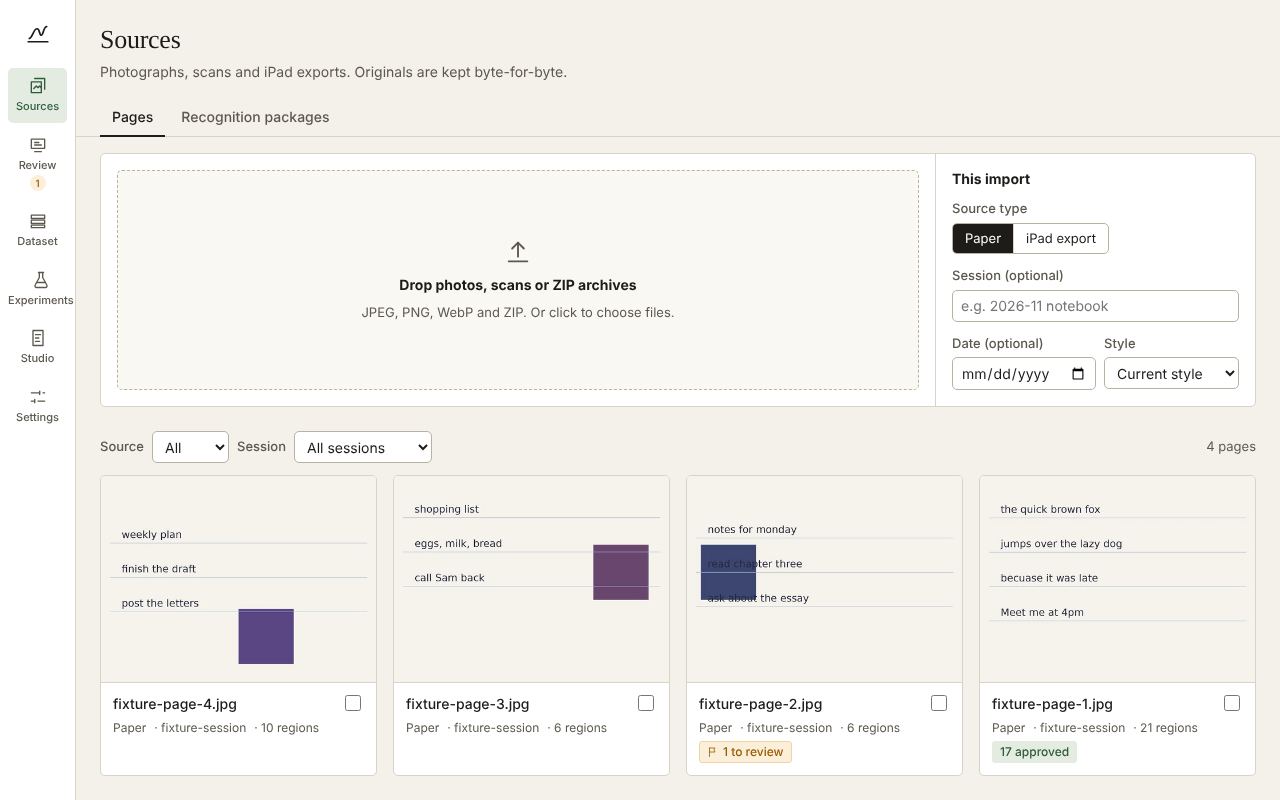 Sources
Photographs, scans and iPad exports. Originals are kept byte-for-byte.
Sources
Review
1
Dataset
Experiments
Studio
Settings
Pages
Recognition packages
Drop photos, scans or ZIP archives
JPEG, PNG, WebP and ZIP. Or click to choose files.
This import
Source type
Paper
iPad export
Session (optional)
e.g. 2026-11 notebook
Date (optional)
Style
mm/dd/yyyy
Current style
Source
All
Session
All sessions
4 pages
weekly plan
finish the draft
post the letters
fixture-page-4.jpg
Paper · fixture-session · 10 regions
shopping list
eggs, milk, bread
call Sam back
fixture-page-3.jpg
Paper · fixture-session · 6 regions
notes for monday
read chapter three
ask about the essay
fixture-page-2.jpg
Paper · fixture-session · 6 regions
1 to review
the quick brown fox
jumps over the lazy dog
becuase it was late
Meet me at 4pm
fixture-page-1.jpg
Paper · fixture-session · 21 regions
17 approved